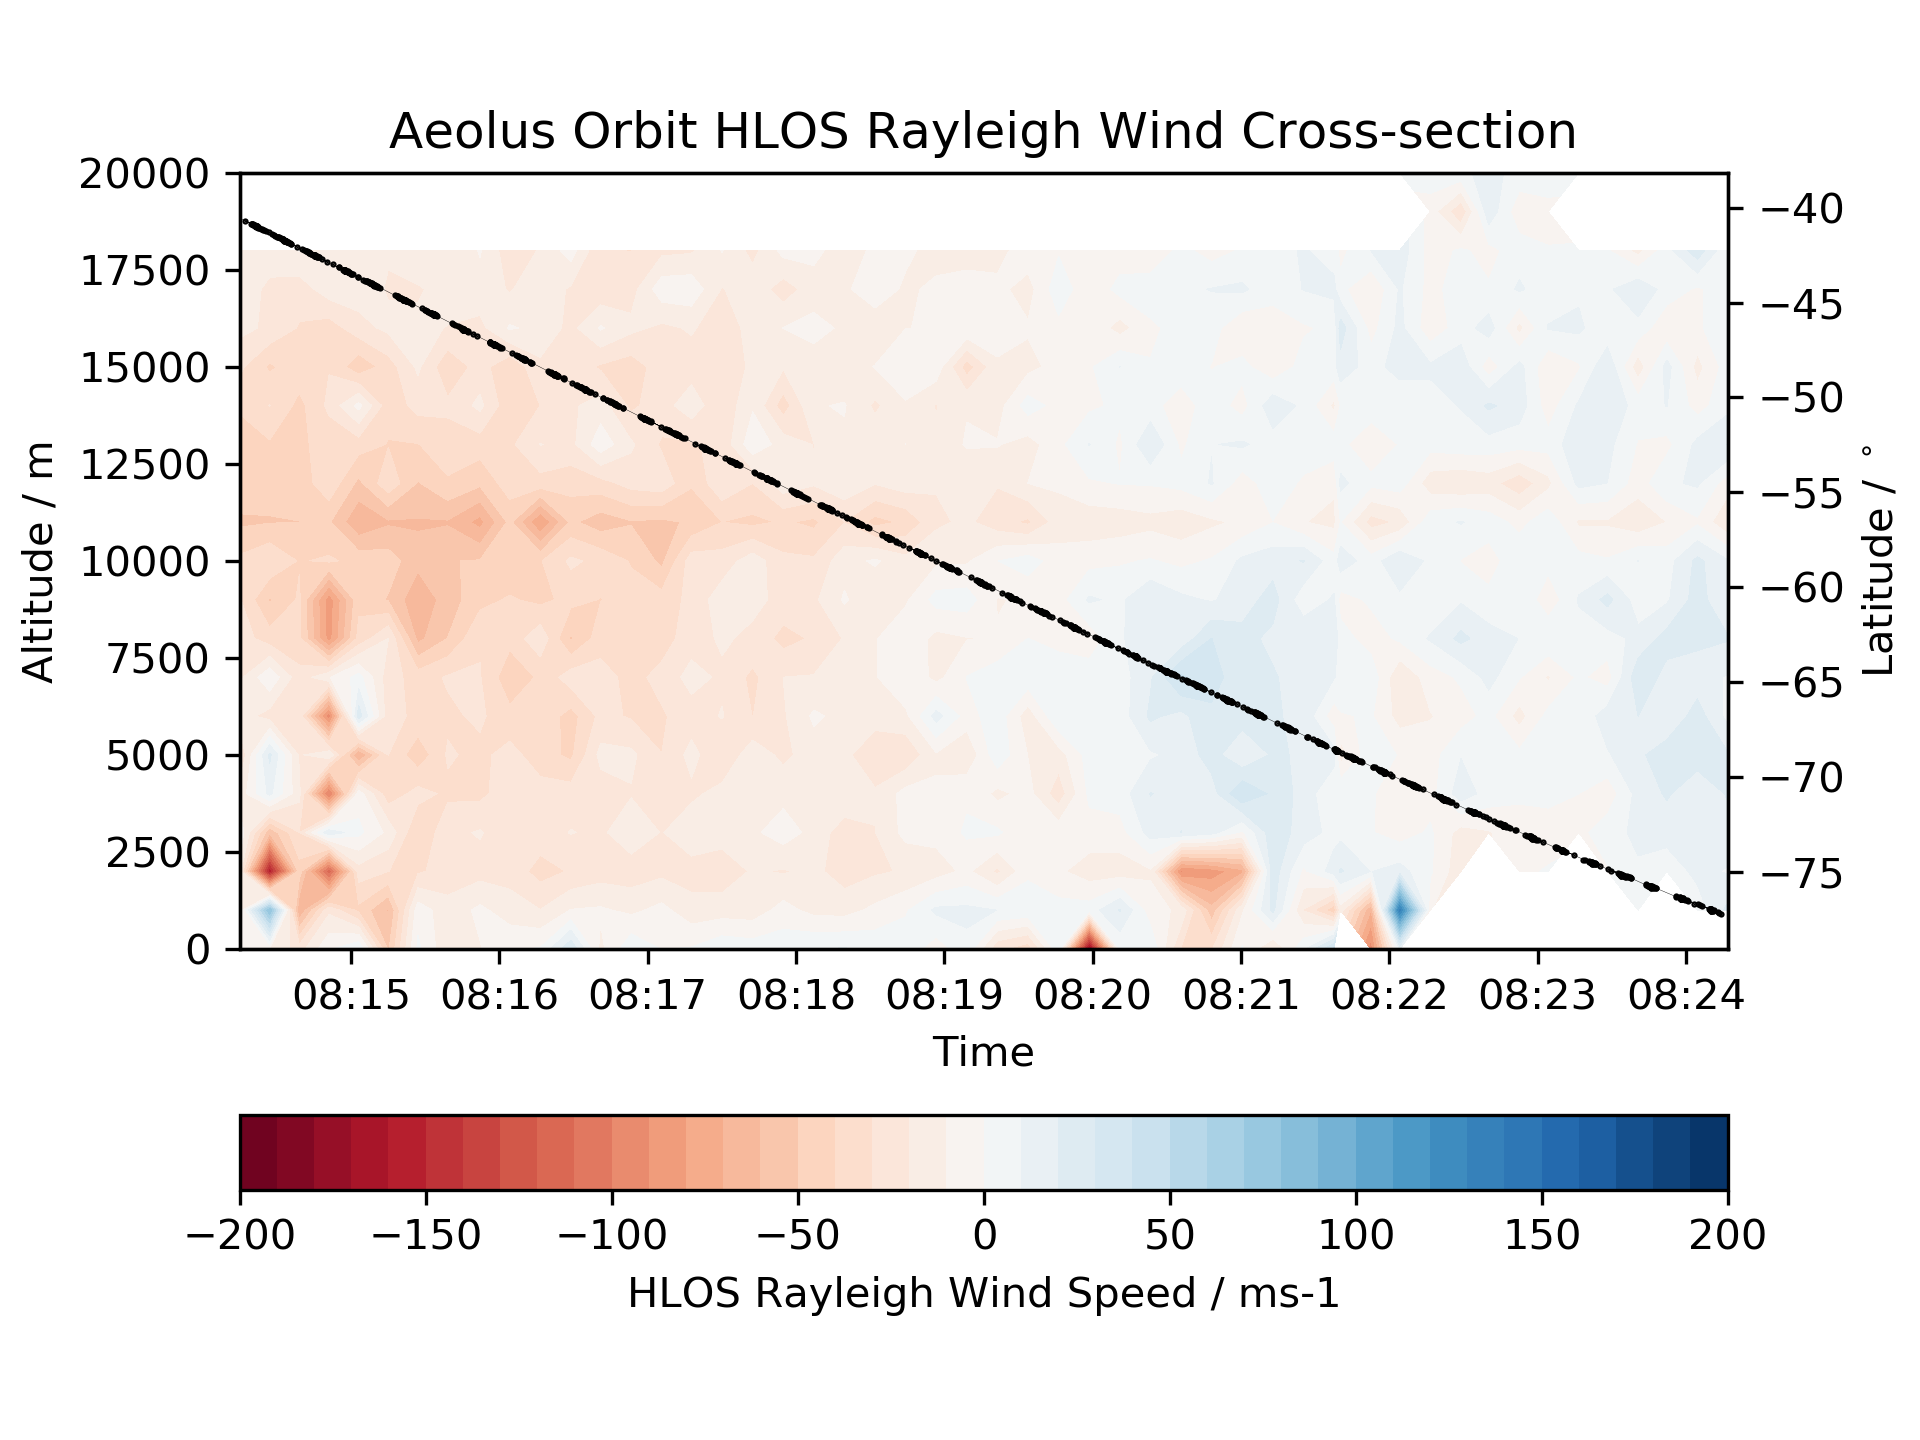 Aeolus Orbit HLOS Rayleigh Wind Cross-section
20000
17500
15000
12500
10000
7500
5000
2500
0
Altitude / m
−40
−45
−50
−55
−60
−65
−70
−75
Latitude / °
08:15 08:16 08:17 08:18 08:19 08:20 08:21 08:22 08:23 08:24
Time
−200 −150 −100 −50 0 50 100 150 200
HLOS Rayleigh Wind Speed / ms-1